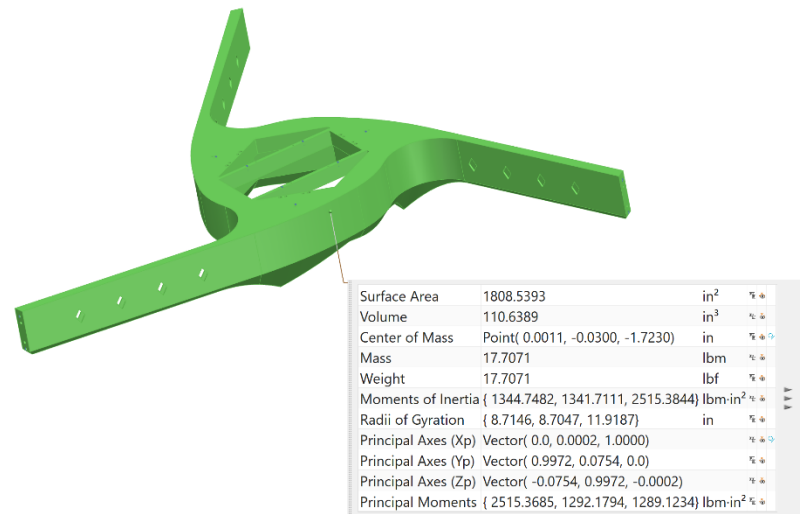 Surface Area 1808.5393 in²
Volume 110.6389 in³
Center of Mass Point( 0.0011, -0.0300, -1.7230) in
Mass 17.7071 lbm
Weight 17.7071 lbf
Moments of Inertia { 1344.7482, 1341.7111, 2515.3844} lbm·in²
Radii of Gyration { 8.7146, 8.7047, 11.9187} in
Principal Axes (Xp) Vector( 0.0, 0.0002, 1.0000)
Principal Axes (Yp) Vector( 0.9972, 0.0754, 0.0)
Principal Axes (Zp) Vector( -0.0754, 0.9972, -0.0002)
Principal Moments { 2515.3685, 1292.1794, 1289.1234} lbm·in²